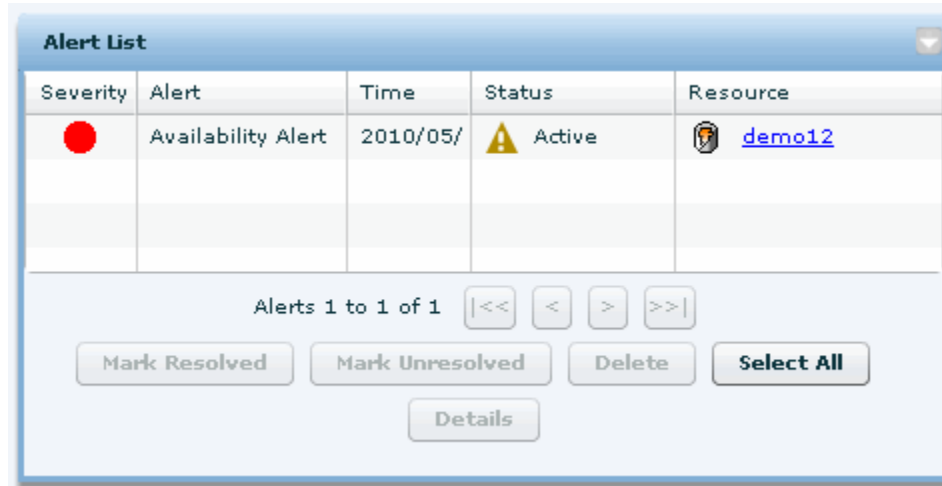 Alert List
Severity Alert Time Status Resource
Availability Alert 2010/05/ Active demo12
Alerts 1 to 1 of 1 |<< < > >>|
Mark Resolved Mark Unresolved Delete Select All
Details